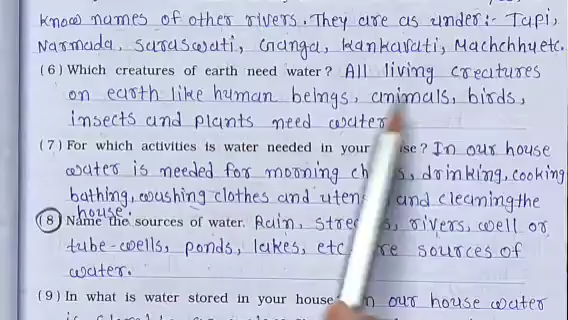 know names of other rivers. They are as under:- Tapi,
Narmada, Saraswati, Ganga, Kankavati, Machchhu etc.
(6) Which creatures of earth need water? All living creatures
on earth like human beings, animals, birds,
insects and plants need water
(7) For which activities is water needed in your house? In our house
water is needed for morning, drinking, cooking
bathing, washing clothes and and cleaning the
house.
(8) Name the sources of water. Rain, rivers, well or
tube-wells, ponds, lakes, etc sources of
water.
(9) In what is water stored in your house our house water